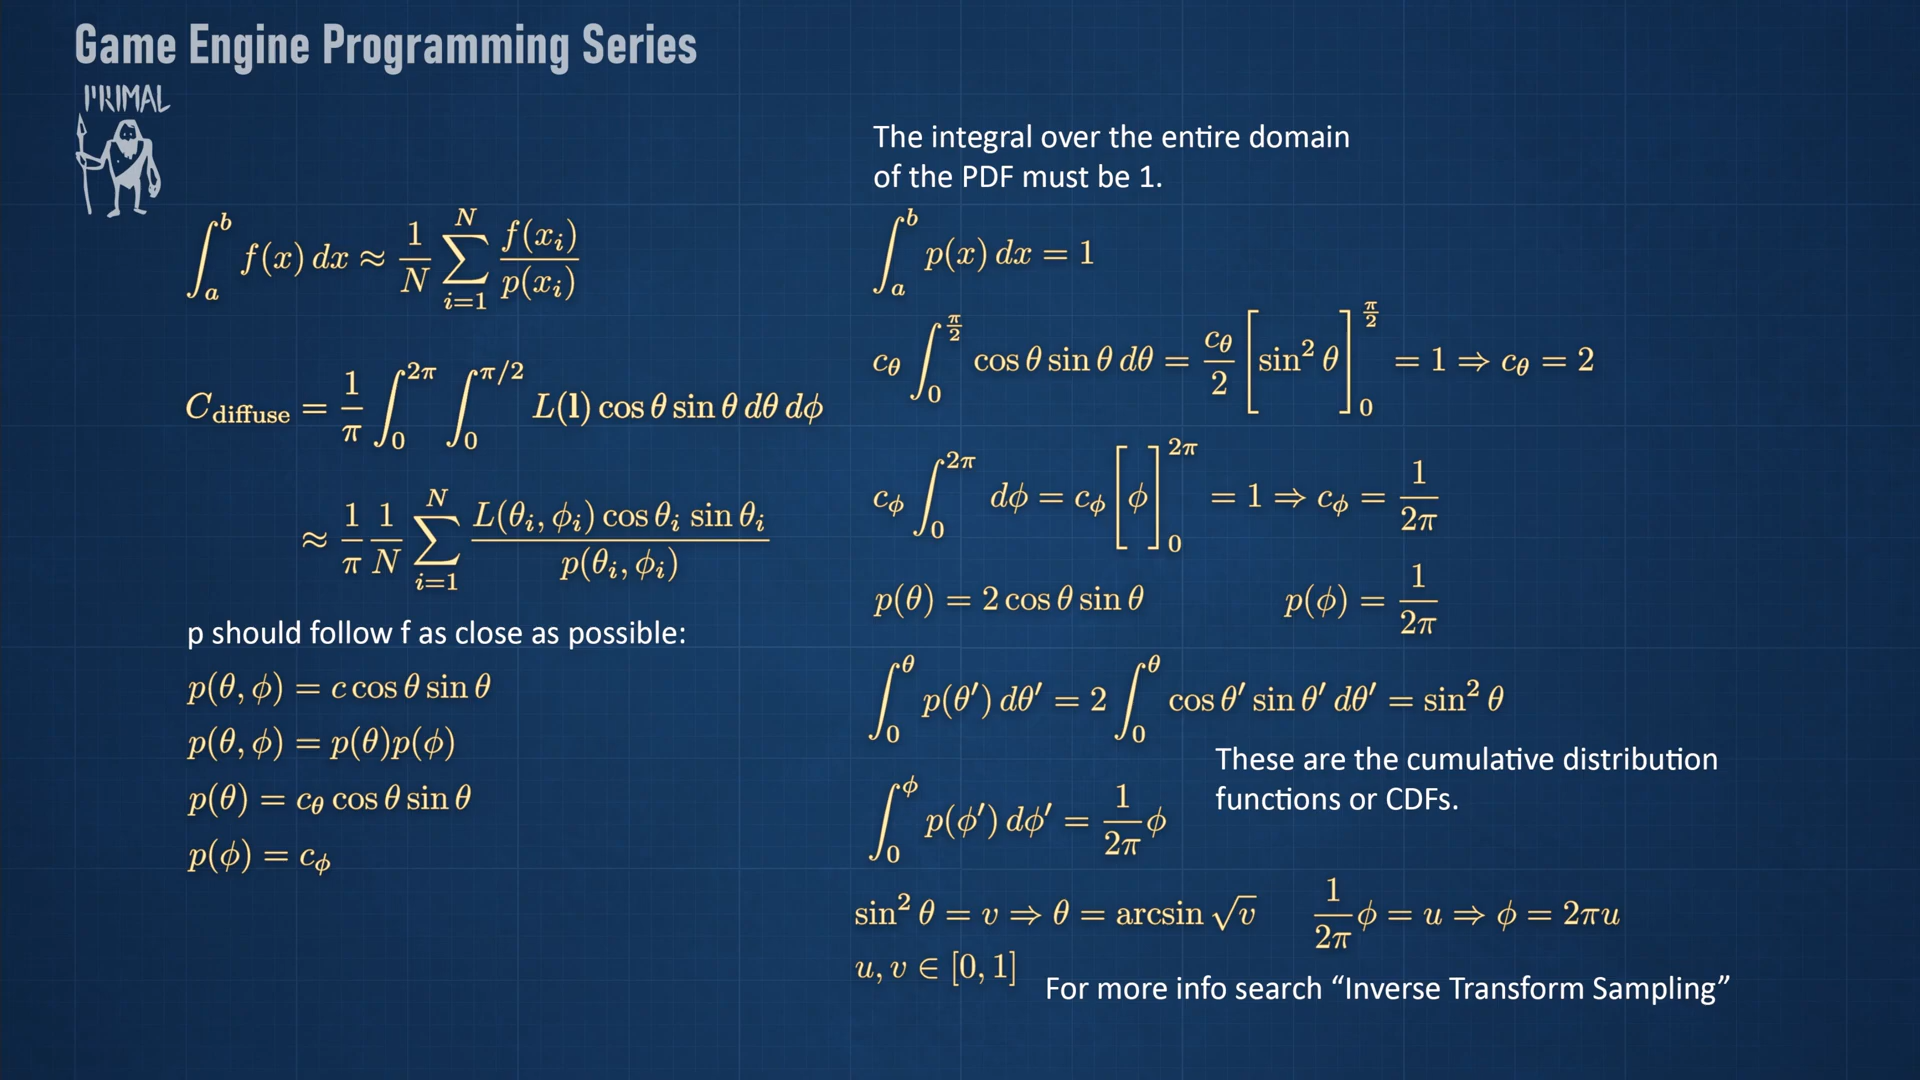 Game Engine Programming Series
PRIMAL
∫_a^b f(x) dx ≈ 1/N ∑_{i=1}^N f(x_i)/p(x_i)
C_diffuse = 1/π ∫_0^{2π} ∫_0^{π/2} L(l) cos θ sin θ dθ dϕ
≈ 1/π 1/N ∑_{i=1}^N L(θ_i, ϕ_i) cos θ_i sin θ_i / p(θ_i, ϕ_i)
p should follow f as close as possible:
p(θ, ϕ) = c cos θ sin θ
p(θ, ϕ) = p(θ)p(ϕ)
p(θ) = c_θ cos θ sin θ
p(ϕ) = c_ϕ
The integral over the entire domain
of the PDF must be 1.
∫_a^b p(x) dx = 1
c_θ ∫_0^{π/2} cos θ sin θ dθ = c_θ/2 [sin² θ]_0^{π/2} = 1 ⇒ c_θ = 2
c_ϕ ∫_0^{2π} dϕ = c_ϕ [ϕ]_0^{2π} = 1 ⇒ c_ϕ = 1/2π
p(θ) = 2 cos θ sin θ p(ϕ) = 1/2π
∫_0^θ p(θ′) dθ′ = 2 ∫_0^θ cos θ′ sin θ′ dθ′ = sin² θ
∫_0^ϕ p(ϕ′) dϕ′ = 1/2π ϕ
These are the cumulative distribution
functions or CDFs.
sin² θ = v ⇒ θ = arcsin √v 1/2π ϕ = u ⇒ ϕ = 2πu
u, v ∈ [0, 1]
For more info search “Inverse Transform Sampling”